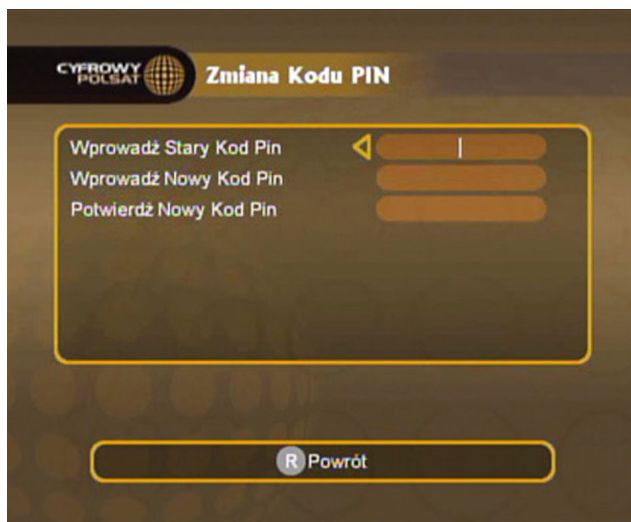 CYFROWY
POLSAT
Zmiana Kodu PIN
Wprowadź Stary Kod Pin
Wprowadź Nowy Kod Pin
Potwierdź Nowy Kod Pin
R Powrót